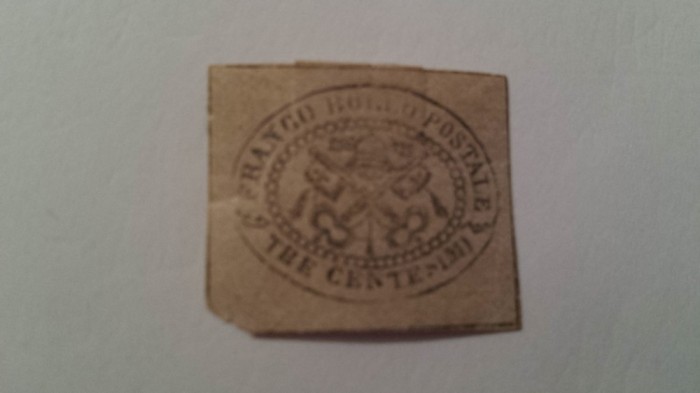 FRANCO BOLLO POSTALE
TRE CENTESIMI